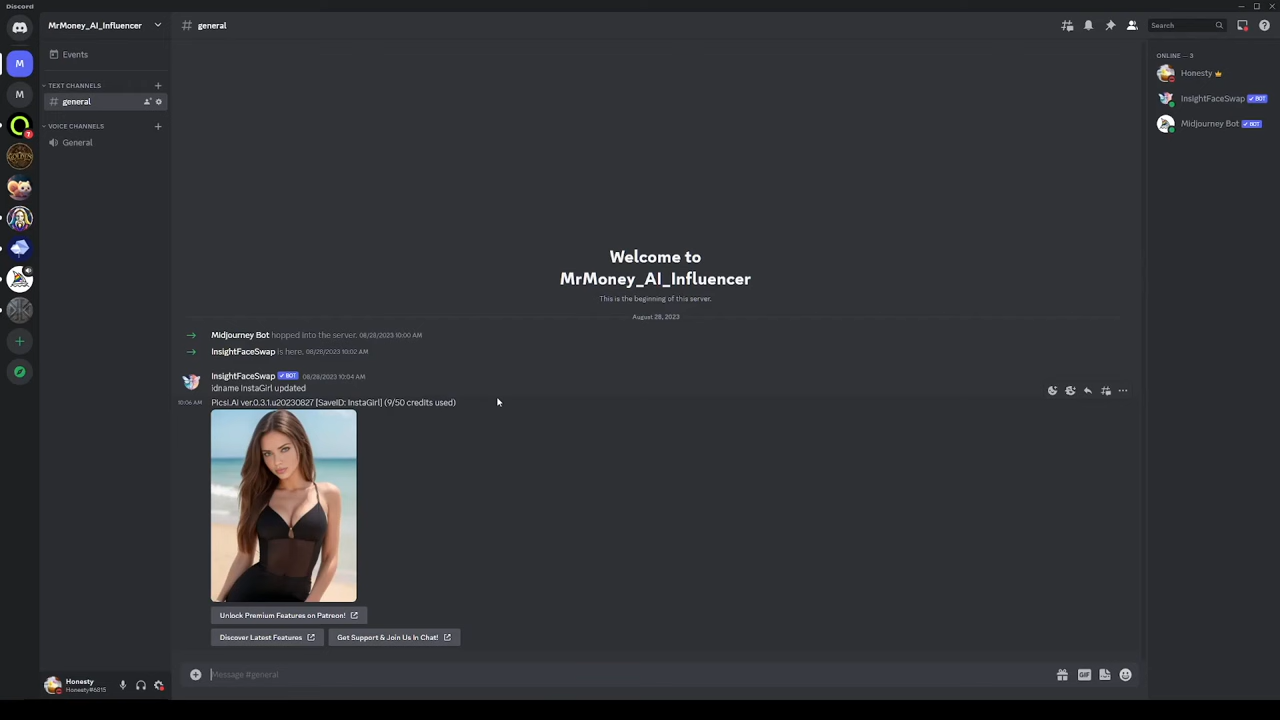 Discord
MrMoney_AI_Influencer
general
Search
Events
TEXT CHANNELS
general
VOICE CHANNELS
General
M
M
7
ONLINE — 3
Honesty
InsightFaceSwap BOT
Midjourney Bot BOT
Welcome to
MrMoney_AI_Influencer
This is the beginning of this server.
August 28, 2023
Midjourney Bot hopped into the server. 08/28/2023 10:00 AM
InsightFaceSwap is here. 08/28/2023 10:02 AM
InsightFaceSwap BOT 08/28/2023 10:04 AM
idname InstaGirl updated
10:06 AM Picsi.AI ver.0.3.1.u20230827 [SaveID: InstaGirl] (9/50 credits used)
Unlock Premium Features on Patreon!
Discover Latest Features
Get Support & Join Us In Chat!
Honesty
Honesty#6815
Message #general
GIF